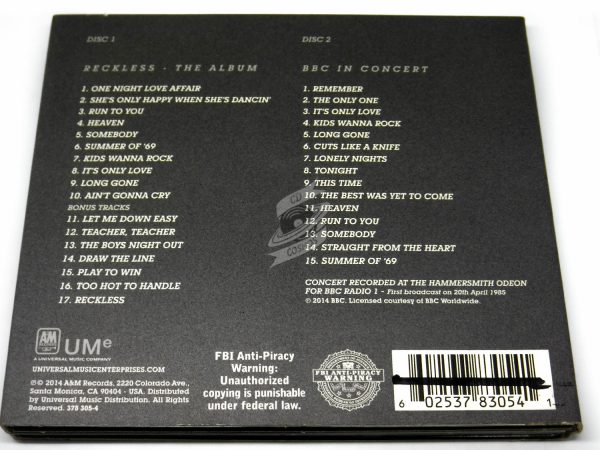 DISC 1
RECKLESS - THE ALBUM
1. ONE NIGHT LOVE AFFAIR
2. SHE'S ONLY HAPPY WHEN SHE'S DANCIN'
3. RUN TO YOU
4. HEAVEN
5. SOMEBODY
6. SUMMER OF '69
7. KIDS WANNA ROCK
8. IT'S ONLY LOVE
9. LONG GONE
10. AIN'T GONNA CRY
BONUS TRACKS
11. LET ME DOWN EASY
12. TEACHER, TEACHER
13. THE BOYS NIGHT OUT
14. DRAW THE LINE
15. PLAY TO WIN
16. TOO HOT TO HANDLE
17. RECKLESS
DISC 2
BBC IN CONCERT
1. REMEMBER
2. THE ONLY ONE
3. IT'S ONLY LOVE
4. KIDS WANNA ROCK
5. LONG GONE
6. CUTS LIKE A KNIFE
7. LONELY NIGHTS
8. TONIGHT
9. THIS TIME
10. THE BEST WAS YET TO COME
11. HEAVEN
12. RUN TO YOU
13. SOMEBODY
14. STRAIGHT FROM THE HEART
15. SUMMER OF '69
CONCERT RECORDED AT THE HAMMERSMITH ODEON
FOR BBC RADIO 1 - First broadcast on 20th April 1985
℗ 2014 BBC. Licensed courtesy of BBC Worldwide.
A&M
RECORDS
UMe
A UNIVERSAL MUSIC COMPANY
UNIVERSALMUSICENTERPRISES.COM
℗ © 2014 A&M Records, 2220 Colorado Ave.,
Santa Monica, CA 90404 - USA. Distributed
by Universal Music Distribution. All Rights
Reserved. 378 305-4
FBI Anti-Piracy
Warning:
Unauthorized
copying is punishable
under federal law.
FBI ANTI-PIRACY
WARNING
6 02537 83054 1